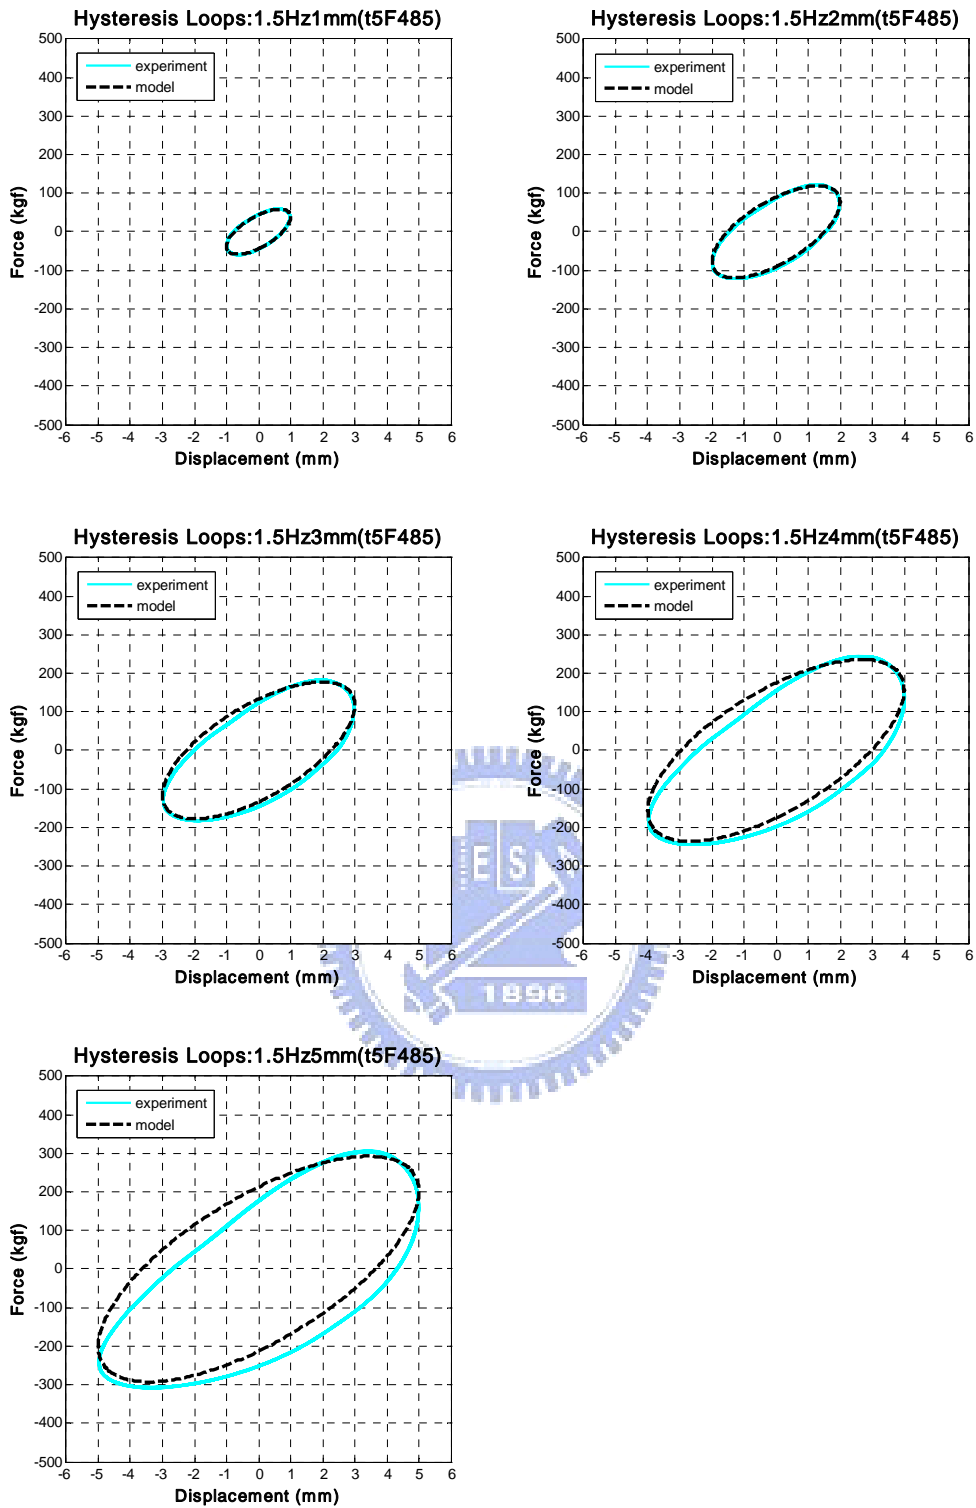 Hysteresis Loops:1.5Hz1mm(t5F485)
experiment
model
500
400
300
200
100
0
-100
-200
-300
-400
-500
Force (kgf)
-6 -5 -4 -3 -2 -1 0 1 2 3 4 5 6
Displacement (mm)
Hysteresis Loops:1.5Hz2mm(t5F485)
experiment
model
500
400
300
200
100
0
-100
-200
-300
-400
-500
Force (kgf)
-6 -5 -4 -3 -2 -1 0 1 2 3 4 5 6
Displacement (mm)
Hysteresis Loops:1.5Hz3mm(t5F485)
experiment
model
500
400
300
200
100
0
-100
-200
-300
-400
-500
Force (kgf)
-6 -5 -4 -3 -2 -1 0 1 2 3 4 5 6
Displacement (mm)
Hysteresis Loops:1.5Hz4mm(t5F485)
experiment
model
500
400
300
200
100
0
-100
-200
-300
-400
-500
Force (kgf)
-6 -5 -4 -3 -2 -1 0 1 2 3 4 5 6
Displacement (mm)
ES
1896
Hysteresis Loops:1.5Hz5mm(t5F485)
experiment
model
500
400
300
200
100
0
-100
-200
-300
-400
-500
Force (kgf)
-6 -5 -4 -3 -2 -1 0 1 2 3 4 5 6
Displacement (mm)